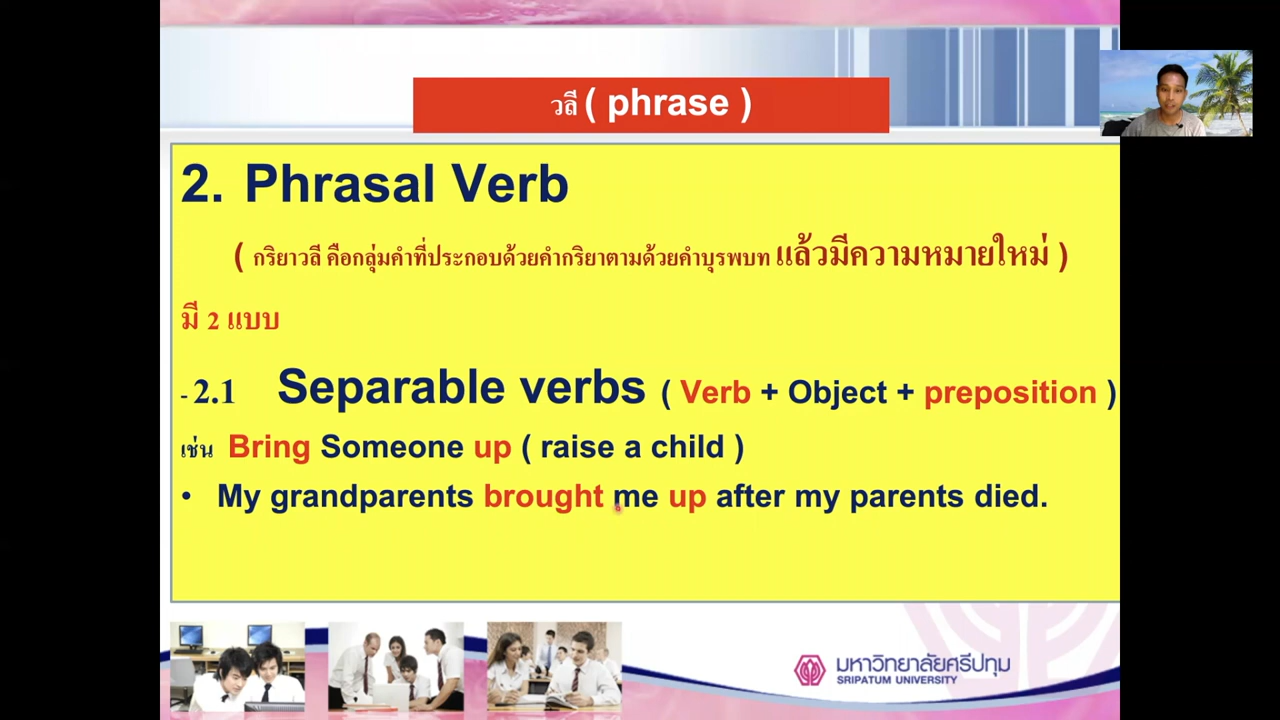 วลี ( phrase )
2. Phrasal Verb
( กริยาวลี คือกลุ่มคำที่ประกอบด้วยคำกริยาตามด้วยคำบุรพบท แล้วมีความหมายใหม่ )
มี 2 แบบ
- 2.1 Separable verbs ( Verb + Object + preposition )
เช่น Bring Someone up ( raise a child )
• My grandparents brought me up after my parents died.
มหาวิทยาลัยศรีปทุม
SRIPATUM UNIVERSITY